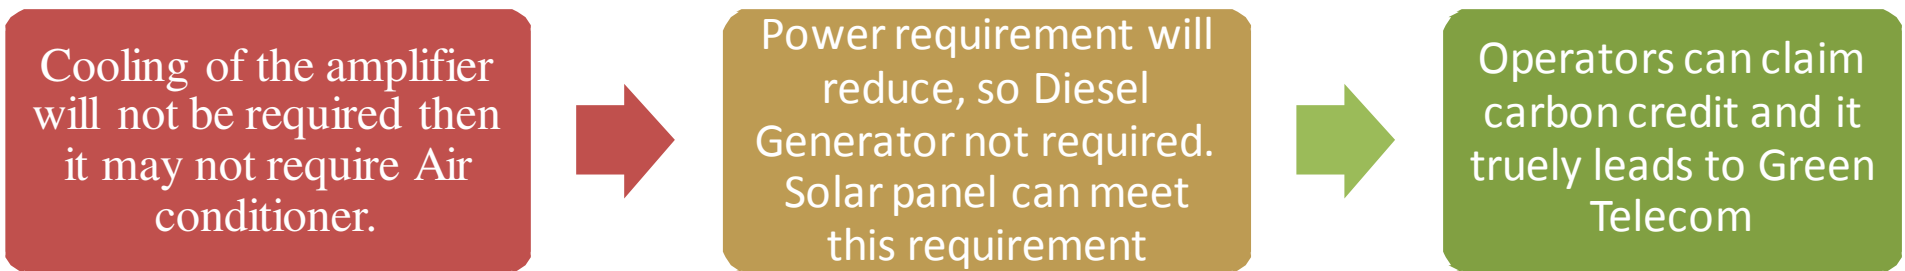 Cooling of the amplifier
will not be required then
it may not require Air
conditioner.
Power requirement will
reduce, so Diesel
Generator not required.
Solar panel can meet
this requirement
Operators can claim
carbon credit and it
truely leads to Green
Telecom